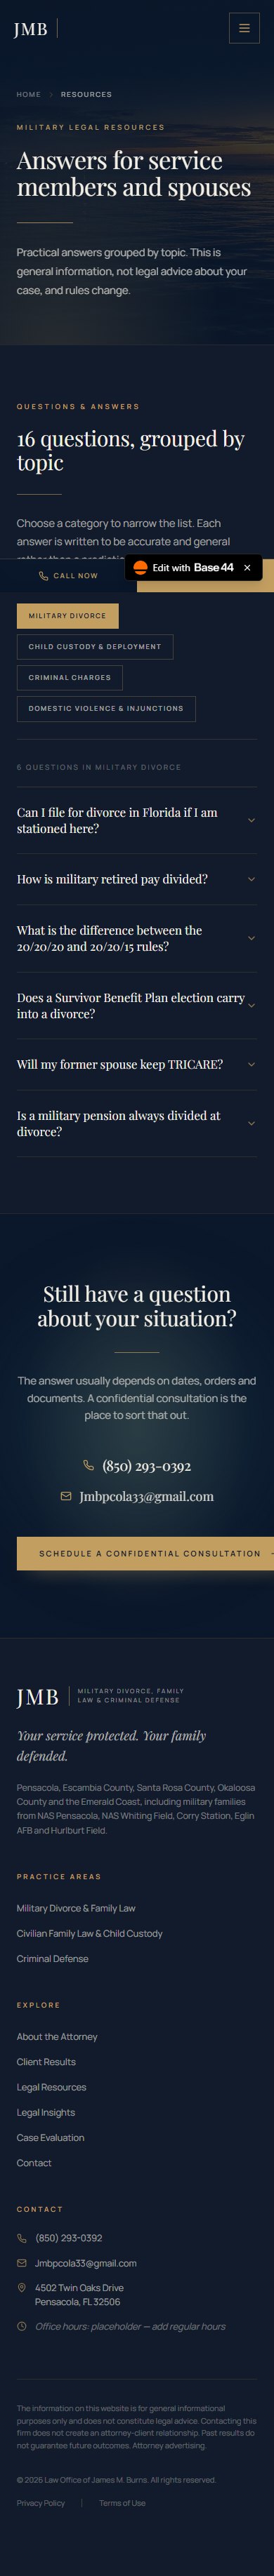 JMB
HOME > RESOURCES
MILITARY LEGAL RESOURCES
Answers for service
members and spouses
Practical answers grouped by topic. This is
general information, not legal advice about your
case, and rules change.
QUESTIONS & ANSWERS
16 questions, grouped by
topic
Choose a category to narrow the list. Each
answer is written to be accurate and general
CALL NOW
Edit with Base44 ×
MILITARY DIVORCE
CHILD CUSTODY & DEPLOYMENT
CRIMINAL CHARGES
DOMESTIC VIOLENCE & INJUNCTIONS
6 QUESTIONS IN MILITARY DIVORCE
Can I file for divorce in Florida if I am
stationed here?
How is military retired pay divided?
What is the difference between the
20/20/20 and 20/20/15 rules?
Does a Survivor Benefit Plan election carry
into a divorce?
Will my former spouse keep TRICARE?
Is a military pension always divided at
divorce?
Still have a question
about your situation?
The answer usually depends on dates, orders and
documents. A confidential consultation is the
place to sort that out.
(850) 293-0392
Jmbpcola33@gmail.com
SCHEDULE A CONFIDENTIAL CONSULTATION
JMB
MILITARY DIVORCE, FAMILY
LAW & CRIMINAL DEFENSE
Your service protected. Your family
defended.
Pensacola, Escambia County, Santa Rosa County, Okaloosa
County and the Emerald Coast, including military families
from NAS Pensacola, NAS Whiting Field, Corry Station, Eglin
AFB and Hurlburt Field.
PRACTICE AREAS
Military Divorce & Family Law
Civilian Family Law & Child Custody
Criminal Defense
EXPLORE
About the Attorney
Client Results
Legal Resources
Legal Insights
Case Evaluation
Contact
CONTACT
(850) 293-0392
Jmbpcola33@gmail.com
4502 Twin Oaks Drive
Pensacola, FL 32506
Office hours: placeholder — add regular hours
The information on this website is for general informational
purposes only and does not constitute legal advice. Contacting this
firm does not create an attorney-client relationship. Past results do
not guarantee future outcomes. Attorney advertising.
© 2026 Law Office of James M. Burns. All rights reserved.
Privacy Policy | Terms of Use